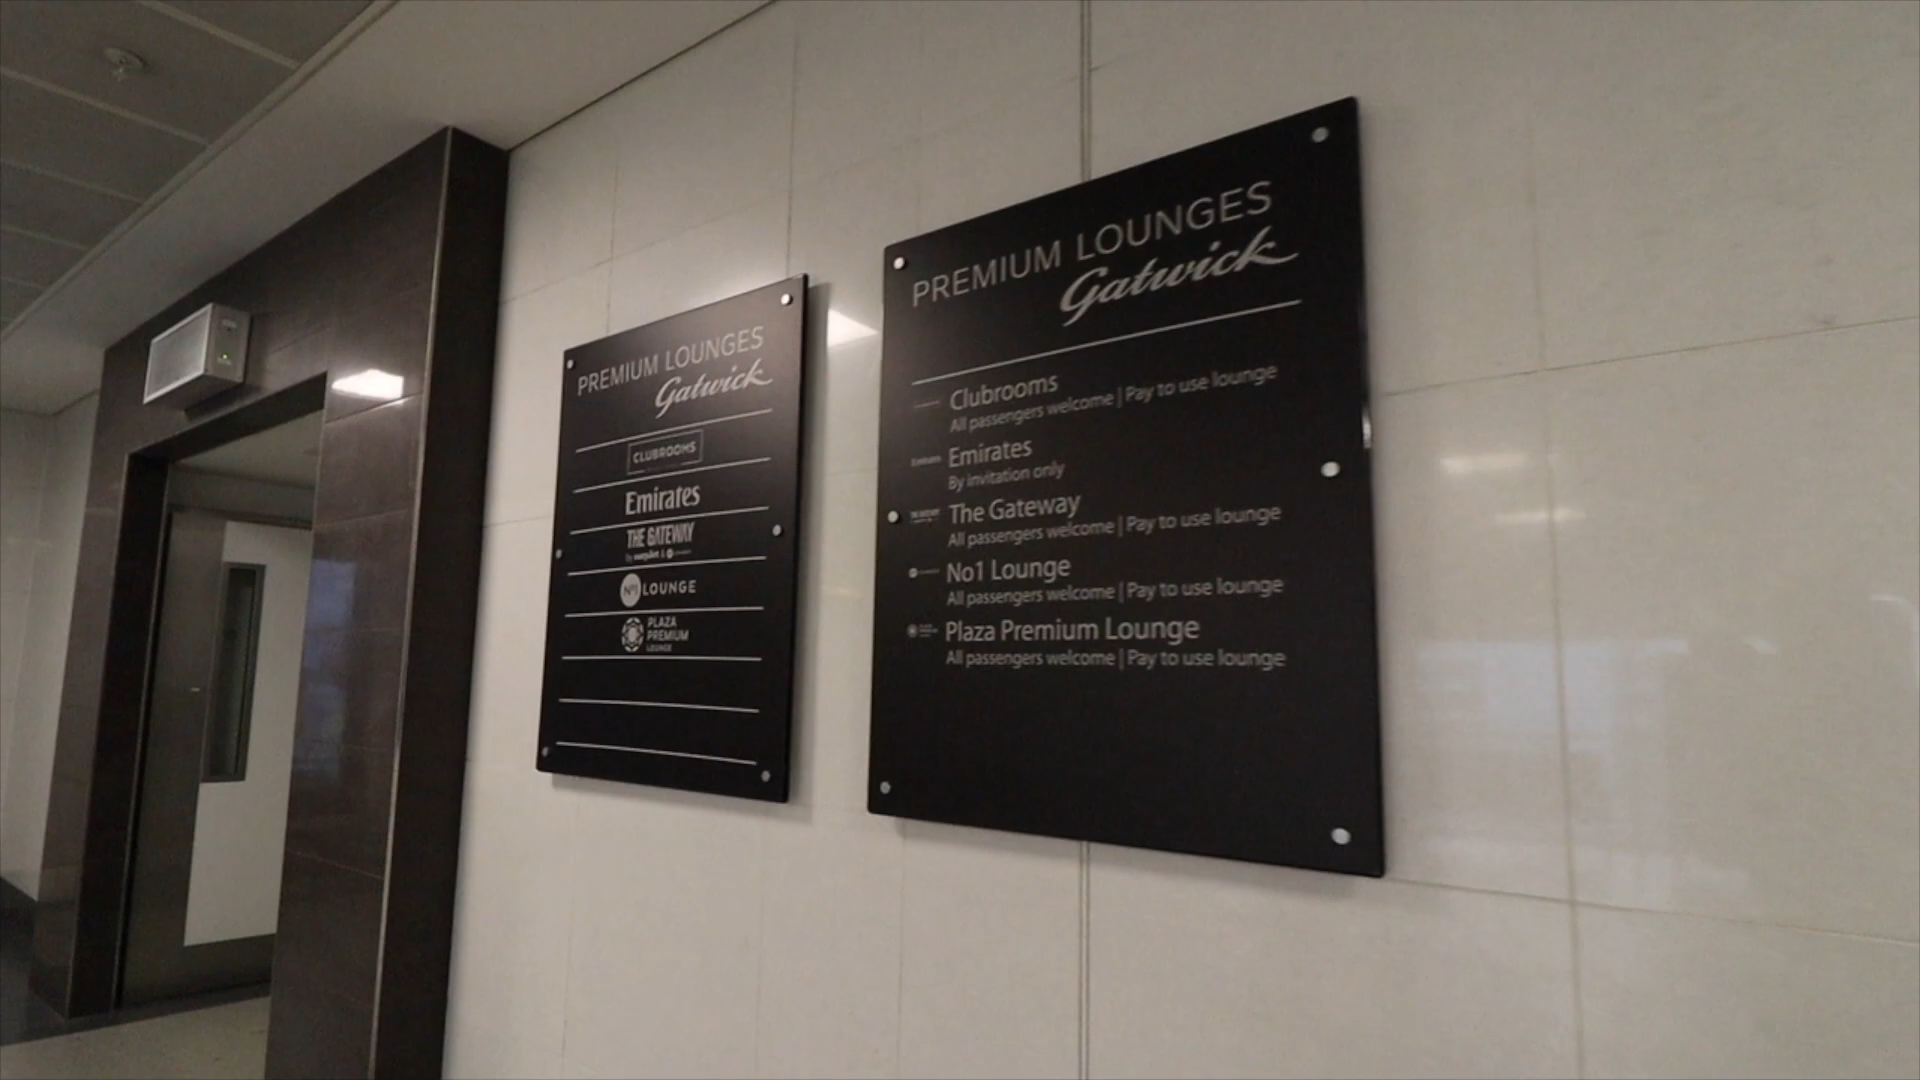 PREMIUM LOUNGES
Gatwick
CLUBROOMS
Emirates
THE GATEWAY
No1 LOUNGE
PLAZA
PREMIUM
LOUNGE
PREMIUM LOUNGES
Gatwick
Clubrooms
All passengers welcome | Pay to use lounge
Emirates
By invitation only
The Gateway
All passengers welcome | Pay to use lounge
No1 Lounge
All passengers welcome | Pay to use lounge
Plaza Premium Lounge
All passengers welcome | Pay to use lounge